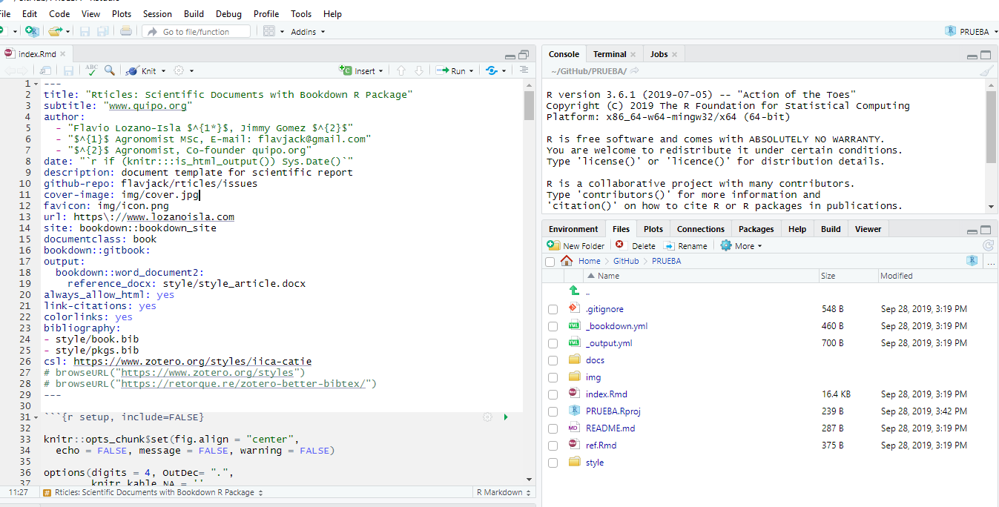 File Edit Code View Plots Session Build Debug Profile Tools Help
Go to file/function Addins PRUEBA
index.Rmd
ABC Knit Insert Run
1 ---
2 title: "Rticles: Scientific Documents with Bookdown R Package"
3 subtitle: "www.quipo.org"
4 author:
5 - "Flavio Lozano-Isla $^{1*}$, Jimmy Gomez $^{2}$"
6 - "$^{1}$ Agronomist MSc, E-mail: flavjack@gmail.com"
7 - "$^{2}$ Agronomist, Co-founder quipo.org"
8 date: "`r if (knitr:::is_html_output()) Sys.Date()`"
9 description: document template for scientific report
10 github-repo: flavjack/rticles/issues
11 cover-image: img/cover.jpg
12 favicon: img/icon.png
13 url: https\://www.lozanoisla.com
14 site: bookdown::bookdown_site
15 documentclass: book
16 bookdown::gitbook:
17 output:
18 bookdown::word_document2:
19 reference_docx: style/style_article.docx
20 always_allow_html: yes
21 link-citations: yes
22 colorlinks: yes
23 bibliography:
24 - style/book.bib
25 - style/pkgs.bib
26 csl: https://www.zotero.org/styles/iica-catie
27 # browseURL("https://www.zotero.org/styles")
28 # browseURL("https://retorque.re/zotero-better-bibtex/")
29 ---
30
31 ```{r setup, include=FALSE}
32
33 knitr::opts_chunk$set(fig.align = "center",
34 echo = FALSE, message = FALSE, warning = FALSE)
35
36 options(digits = 4, OutDec= ".",
37 knitr.kable.NA = ''
11:27 # Rticles: Scientific Documents with Bookdown R Package R Markdown
Console Terminal Jobs
~/GitHub/PRUEBA/
R version 3.6.1 (2019-07-05) -- "Action of the Toes"
Copyright (C) 2019 The R Foundation for Statistical Computing
Platform: x86_64-w64-mingw32/x64 (64-bit)
R is free software and comes with ABSOLUTELY NO WARRANTY.
You are welcome to redistribute it under certain conditions.
Type 'license()' or 'licence()' for distribution details.
R is a collaborative project with many contributors.
Type 'contributors()' for more information and
'citation()' on how to cite R or R packages in publications.
Environment Files Plots Connections Packages Help Build Viewer
New Folder Delete Rename More
Home GitHub PRUEBA R ...
Name Size Modified
..
.gitignore 548 B Sep 28, 2019, 3:19 PM
YML _bookdown.yml 460 B Sep 28, 2019, 3:19 PM
YML _output.yml 700 B Sep 28, 2019, 3:19 PM
docs
img
index.Rmd 16.4 KB Sep 28, 2019, 3:19 PM
PRUEBA.Rproj 239 B Sep 28, 2019, 3:42 PM
MD README.md 287 B Sep 28, 2019, 3:19 PM
ref.Rmd 375 B Sep 28, 2019, 3:19 PM
style